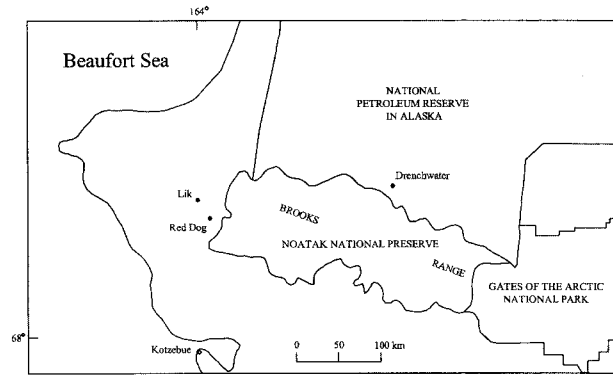 164°
Beaufort Sea
NATIONAL
PETROLEUM RESERVE
IN ALASKA
Drenchwater
Lik
Red Dog
BROOKS
NOATAK NATIONAL PRESERVE
RANGE
GATES OF THE ARCTIC
NATIONAL PARK
68°
Kotzebue
0 50 100 km